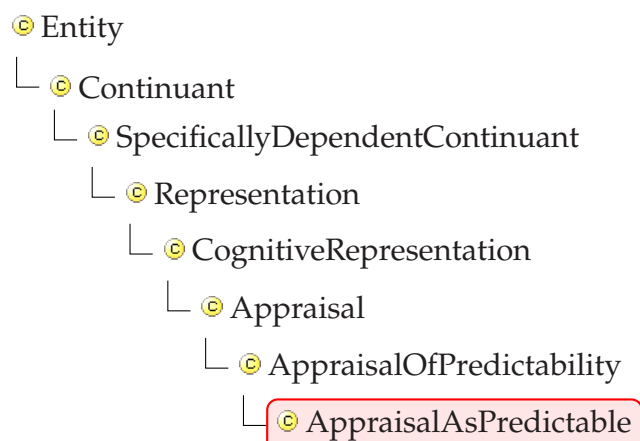 Entity
Continuant
SpecificallyDependentContinuant
Representation
CognitiveRepresentation
Appraisal
AppraisalOfPredictability
AppraisalAsPredictable